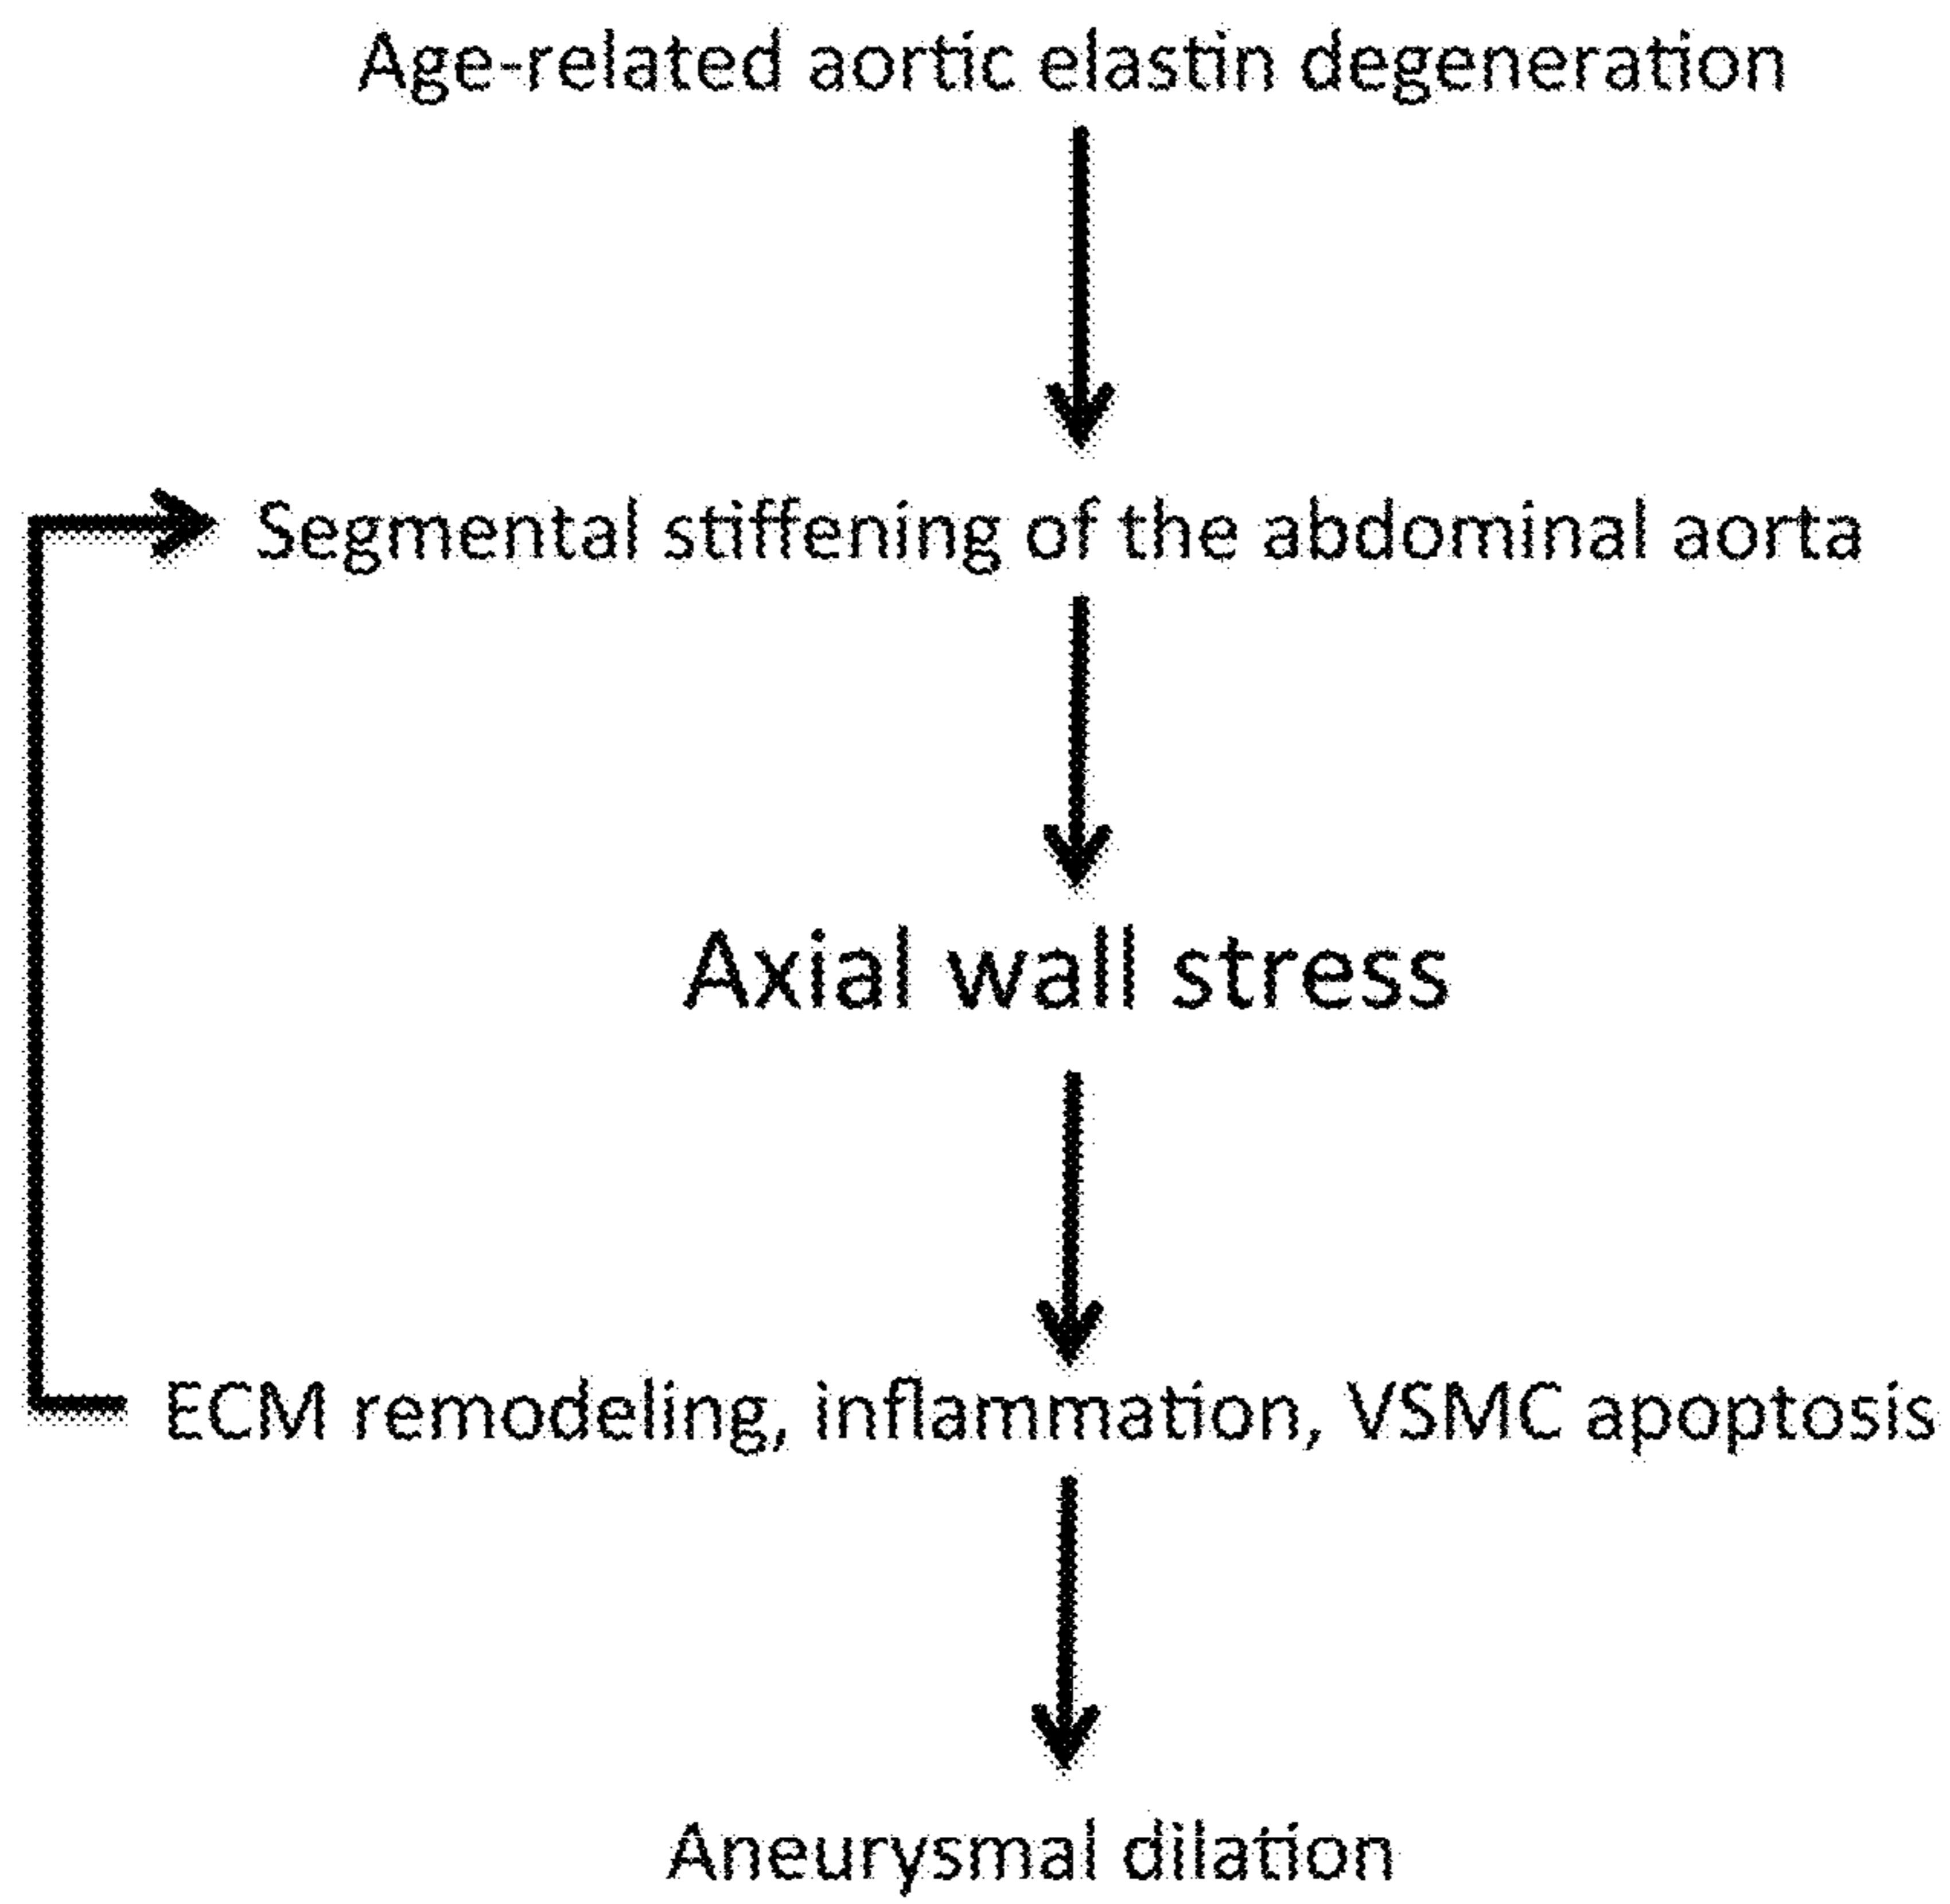 Age-related aortic elastin degeneration
Segmental stiffening of the abdominal aorta
Axial wall stress
ECM remodeling, inflammation, VSMC apoptosis
Aneurysmal dilation